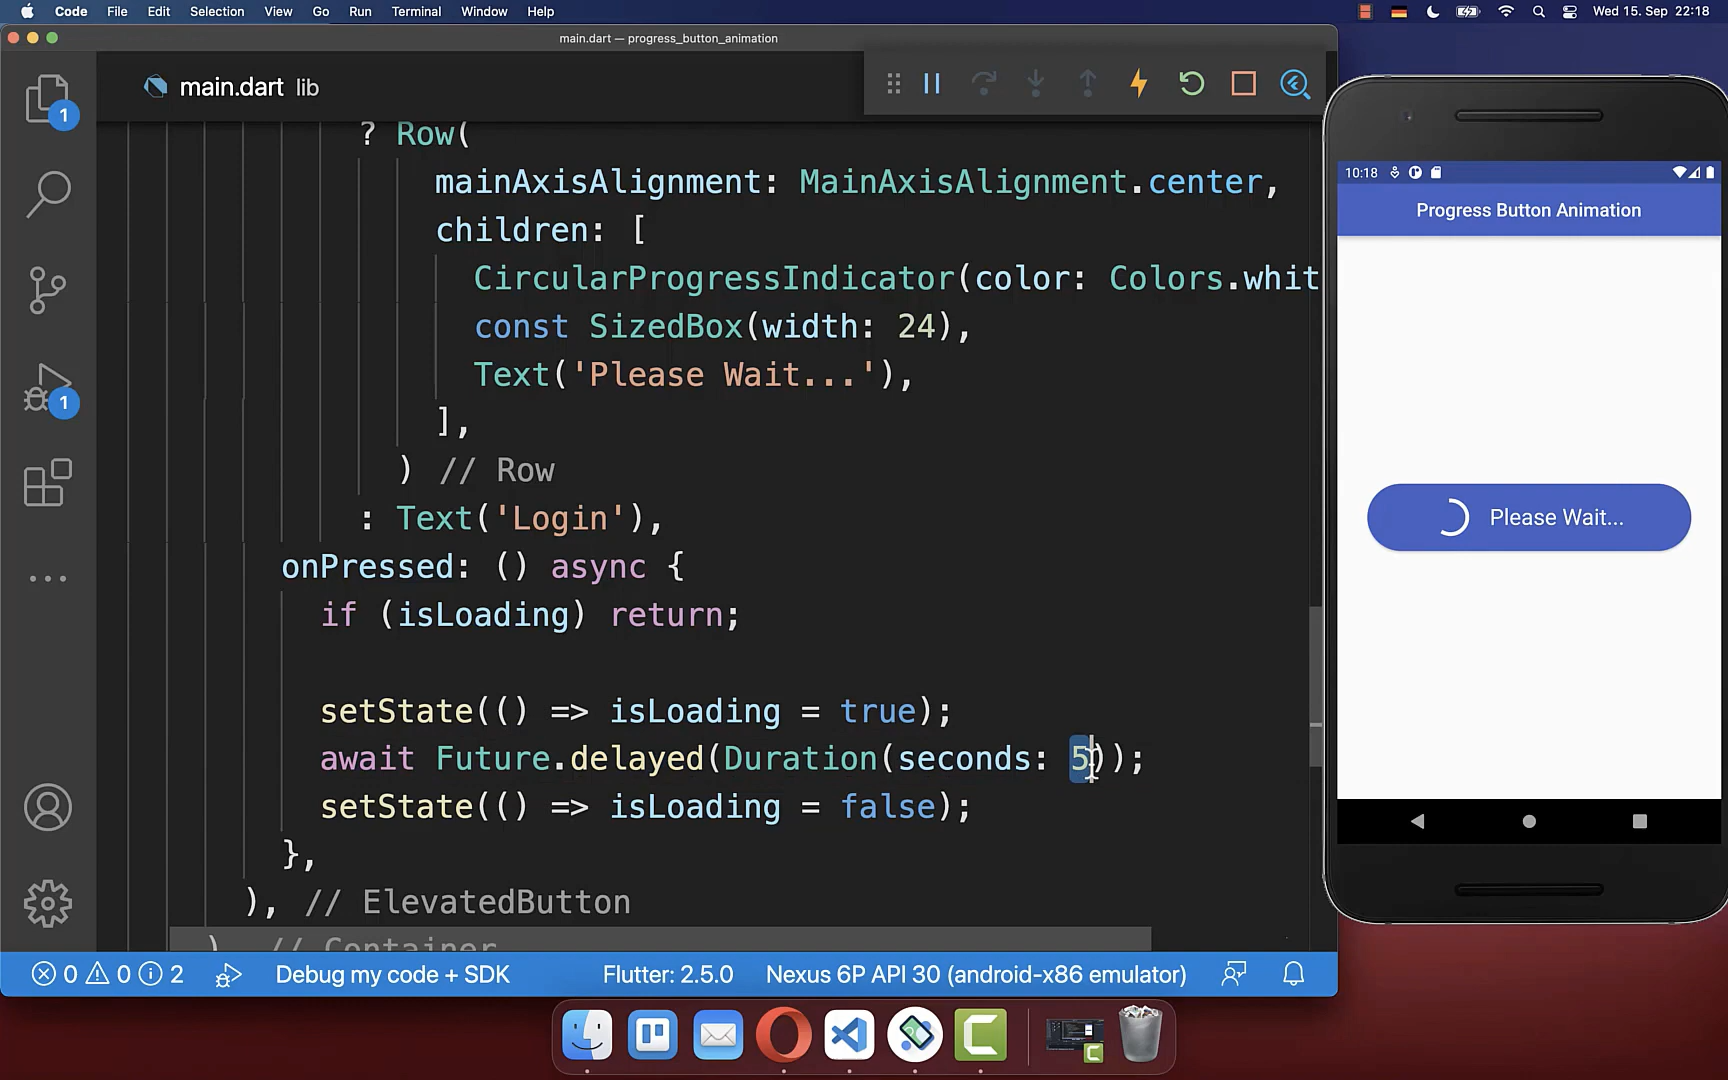 Code File Edit Selection View Go Run Terminal Window Help
Wed 15. Sep 22:18
main.dart — progress_button_animation
main.dart lib
1
1
? Row(
mainAxisAlignment: MainAxisAlignment.center,
children: [
CircularProgressIndicator(color: Colors.whit
const SizedBox(width: 24),
Text('Please Wait...'),
],
) // Row
: Text('Login'),
onPressed: () async {
if (isLoading) return;
setState(() => isLoading = true);
await Future.delayed(Duration(seconds: 5));
setState(() => isLoading = false);
},
), // ElevatedButton
) // Container
0 0 2 Debug my code + SDK Flutter: 2.5.0 Nexus 6P API 30 (android-x86 emulator)
10:18
Progress Button Animation
Please Wait...